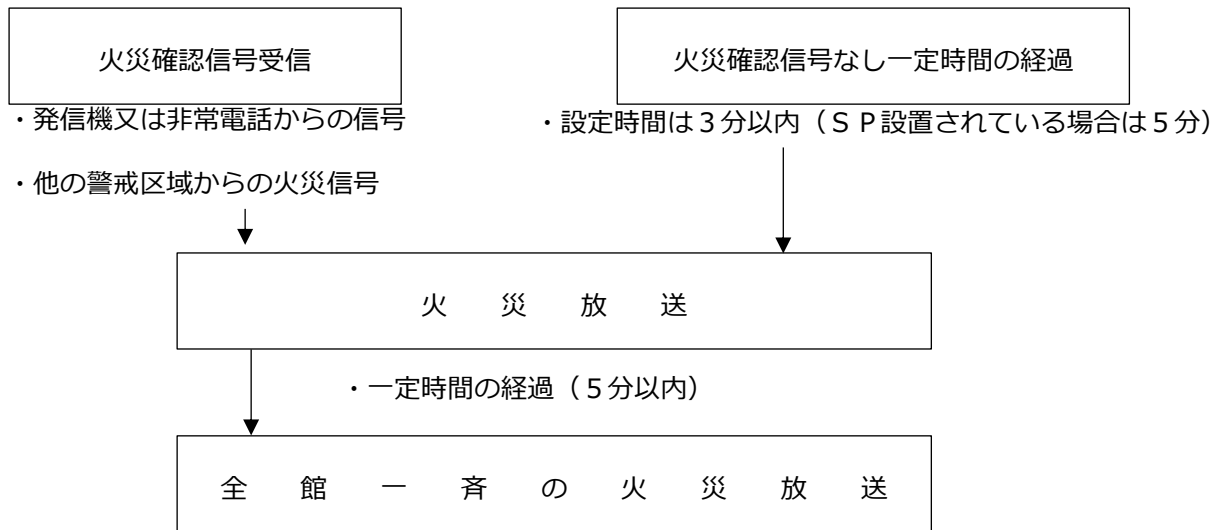 火災確認信号受信
火災確認信号なし一定時間の経過
・発信機又は非常電話からの信号
・設定時間は３分以内（ＳＰ設置されている場合は５分）
・他の警戒区域からの火災信号
火　災　放　送
・一定時間の経過（５分以内）
全　館　一　斉　の　火　災　放　送